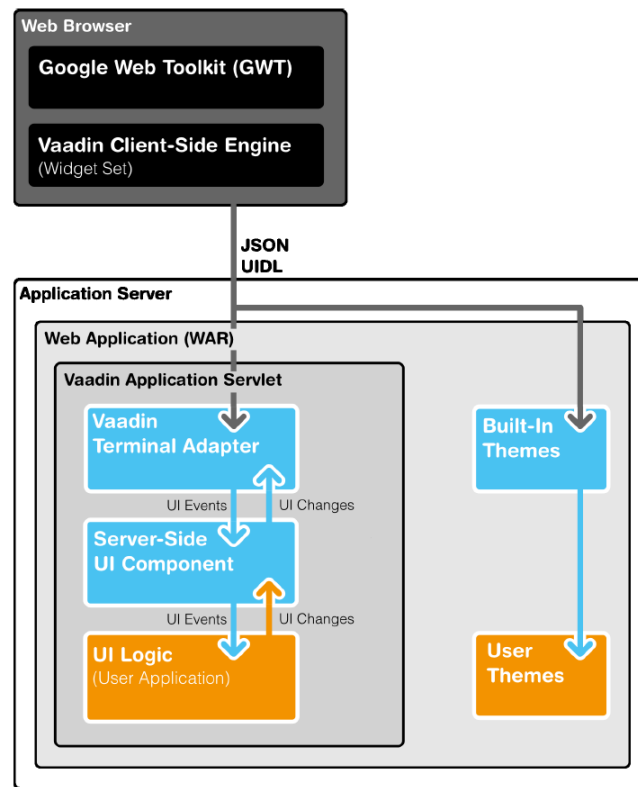 Web Browser
Google Web Toolkit (GWT)
Vaadin Client-Side Engine
(Widget Set)
JSON
UIDL
Application Server
Web Application (WAR)
Vaadin Application Servlet
Vaadin
Terminal Adapter
Built-In
Themes
UI Events
UI Changes
Server-Side
UI Component
UI Events
UI Changes
UI Logic
(User Application)
User
Themes